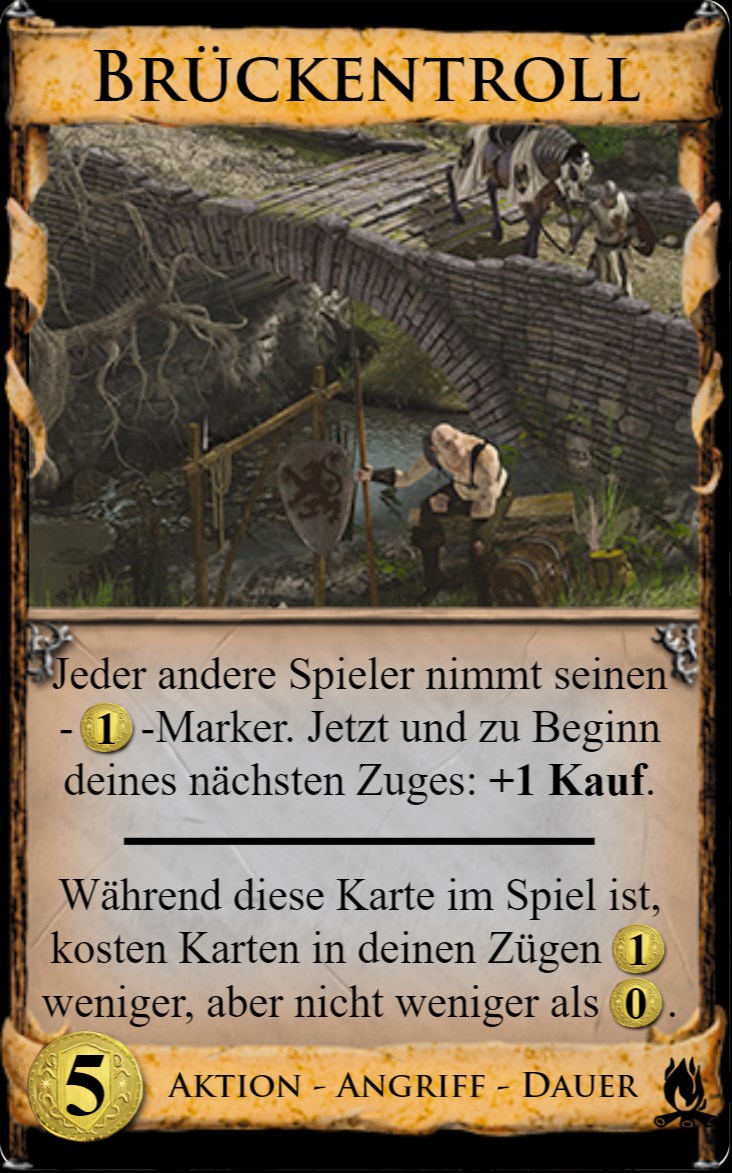 BRÜCKENTROLL
Jeder andere Spieler nimmt seinen
- 1 -Marker. Jetzt und zu Beginn
deines nächsten Zuges: +1 Kauf.
Während diese Karte im Spiel ist,
kosten Karten in deinen Zügen 1
weniger, aber nicht weniger als 0 .
5 AKTION - ANGRIFF - DAUER